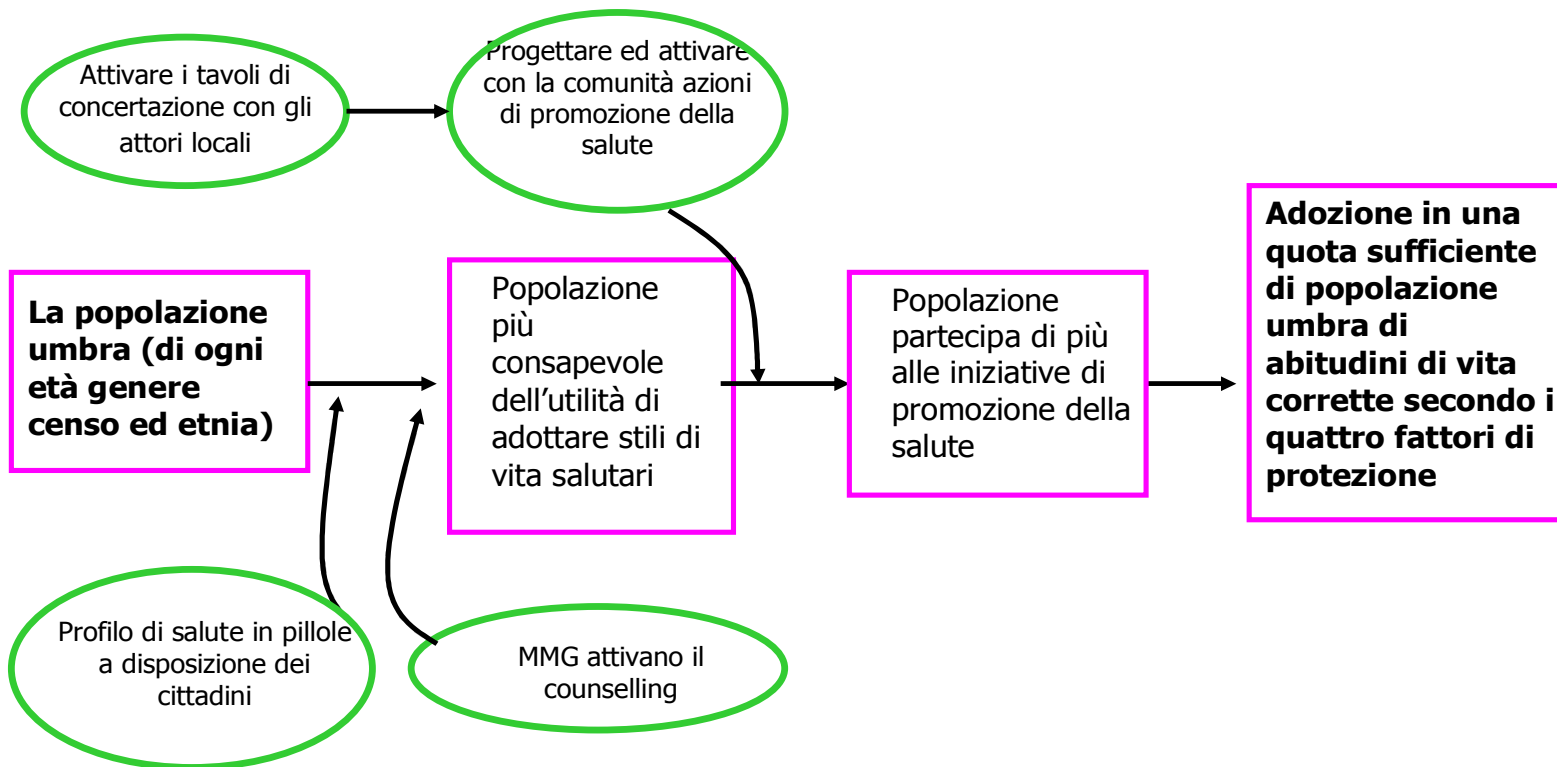 Attivare i tavoli di
concertazione con gli
attori locali
Progettare ed attivare
con la comunità azioni
di promozione della
salute
La popolazione
umbra (di ogni
età genere
censo ed etnia)
Popolazione
più
consapevole
dell’utilità di
adottare stili di
vita salutari
Popolazione
partecipa di più
alle iniziative di
promozione della
salute
Adozione in una
quota sufficiente
di popolazione
umbra di
abitudini di vita
corrette secondo i
quattro fattori di
protezione
Profilo di salute in pillole
a disposizione dei
cittadini
MMG attivano il
counselling